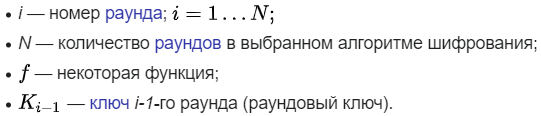 • i — номер раунда; i = 1 … N;
• N — количество раундов в выбранном алгоритме шифрования;
• f — некоторая функция;
• K_{i−1} — ключ i-1-го раунда (раундовый ключ).